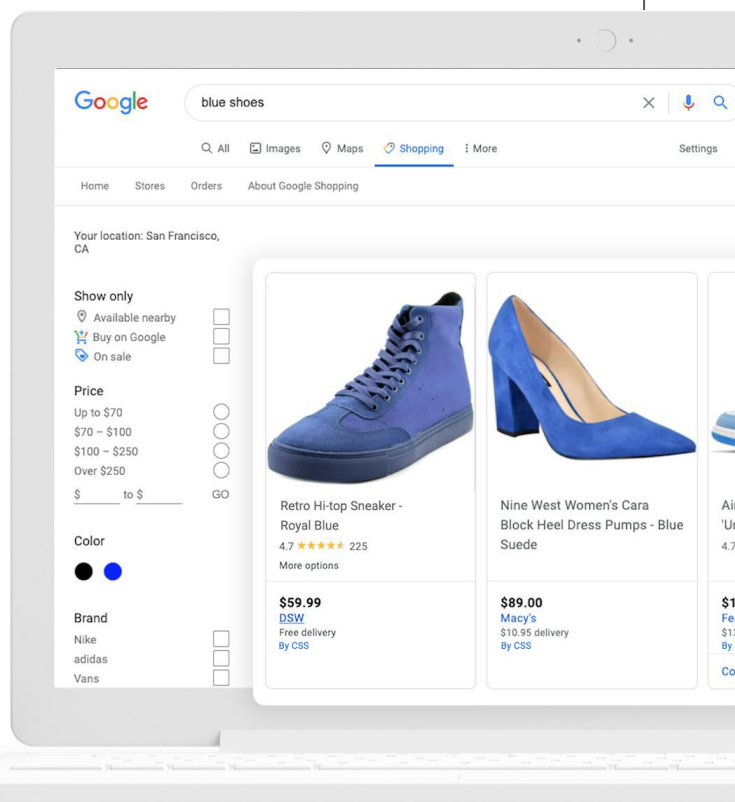 Google
blue shoes
All
Images
Maps
Shopping
More
Settings
Home
Stores
Orders
About Google Shopping
Your location: San Francisco,
CA
Show only
Available nearby
Buy on Google
On sale
Price
Up to $70
$70 – $100
$100 – $250
Over $250
$ to $ GO
Color
Brand
Nike
adidas
Vans
Retro Hi-top Sneaker -
Royal Blue
4.7 ★★★★★ 225
More options
$59.99
DSW
Free delivery
By CSS
Nine West Women's Cara
Block Heel Dress Pumps - Blue
Suede
$89.00
Macy's
$10.95 delivery
By CSS
4.7
By